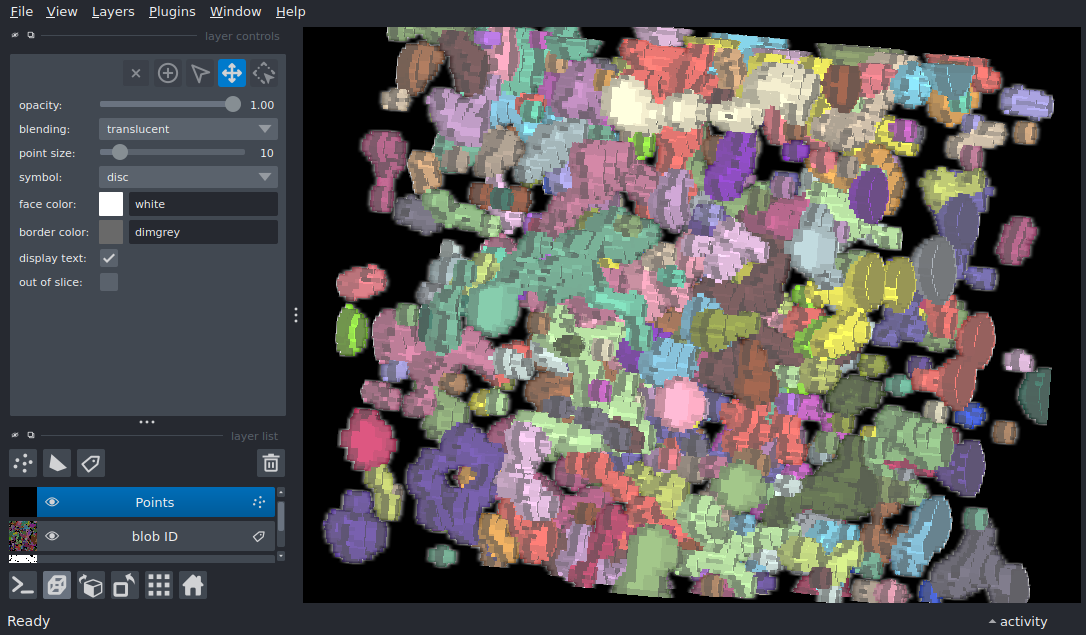 File View Layers Plugins Window Help
layer controls
opacity: 1.00
blending: translucent
point size: 10
symbol: disc
face color: white
border color: dimgrey
display text:
out of slice:
layer list
Points
blob ID
Ready
activity